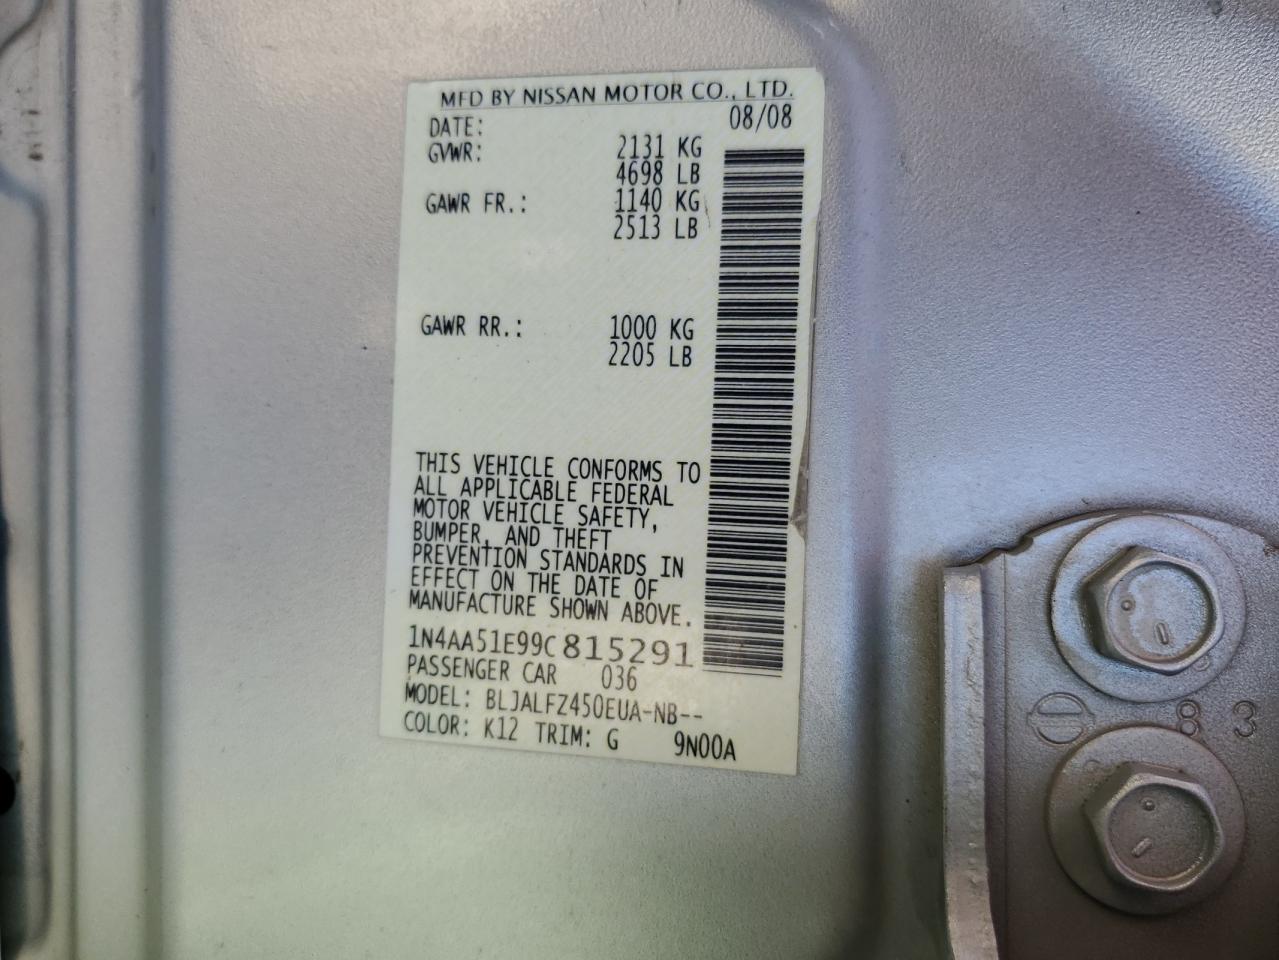 MFD BY NISSAN MOTOR CO., LTD.
DATE: 08/08
GVWR: 2131 KG
4698 LB
GAWR FR.: 1140 KG
2513 LB
GAWR RR.: 1000 KG
2205 LB
THIS VEHICLE CONFORMS TO
ALL APPLICABLE FEDERAL
MOTOR VEHICLE SAFETY,
BUMPER, AND THEFT
PREVENTION STANDARDS IN
EFFECT ON THE DATE OF
MANUFACTURE SHOWN ABOVE.
1N4AA51E99C815291
PASSENGER CAR 036
MODEL: BLJALFZ450EUA-NB--
COLOR: K12 TRIM: G 9N00A
8 3